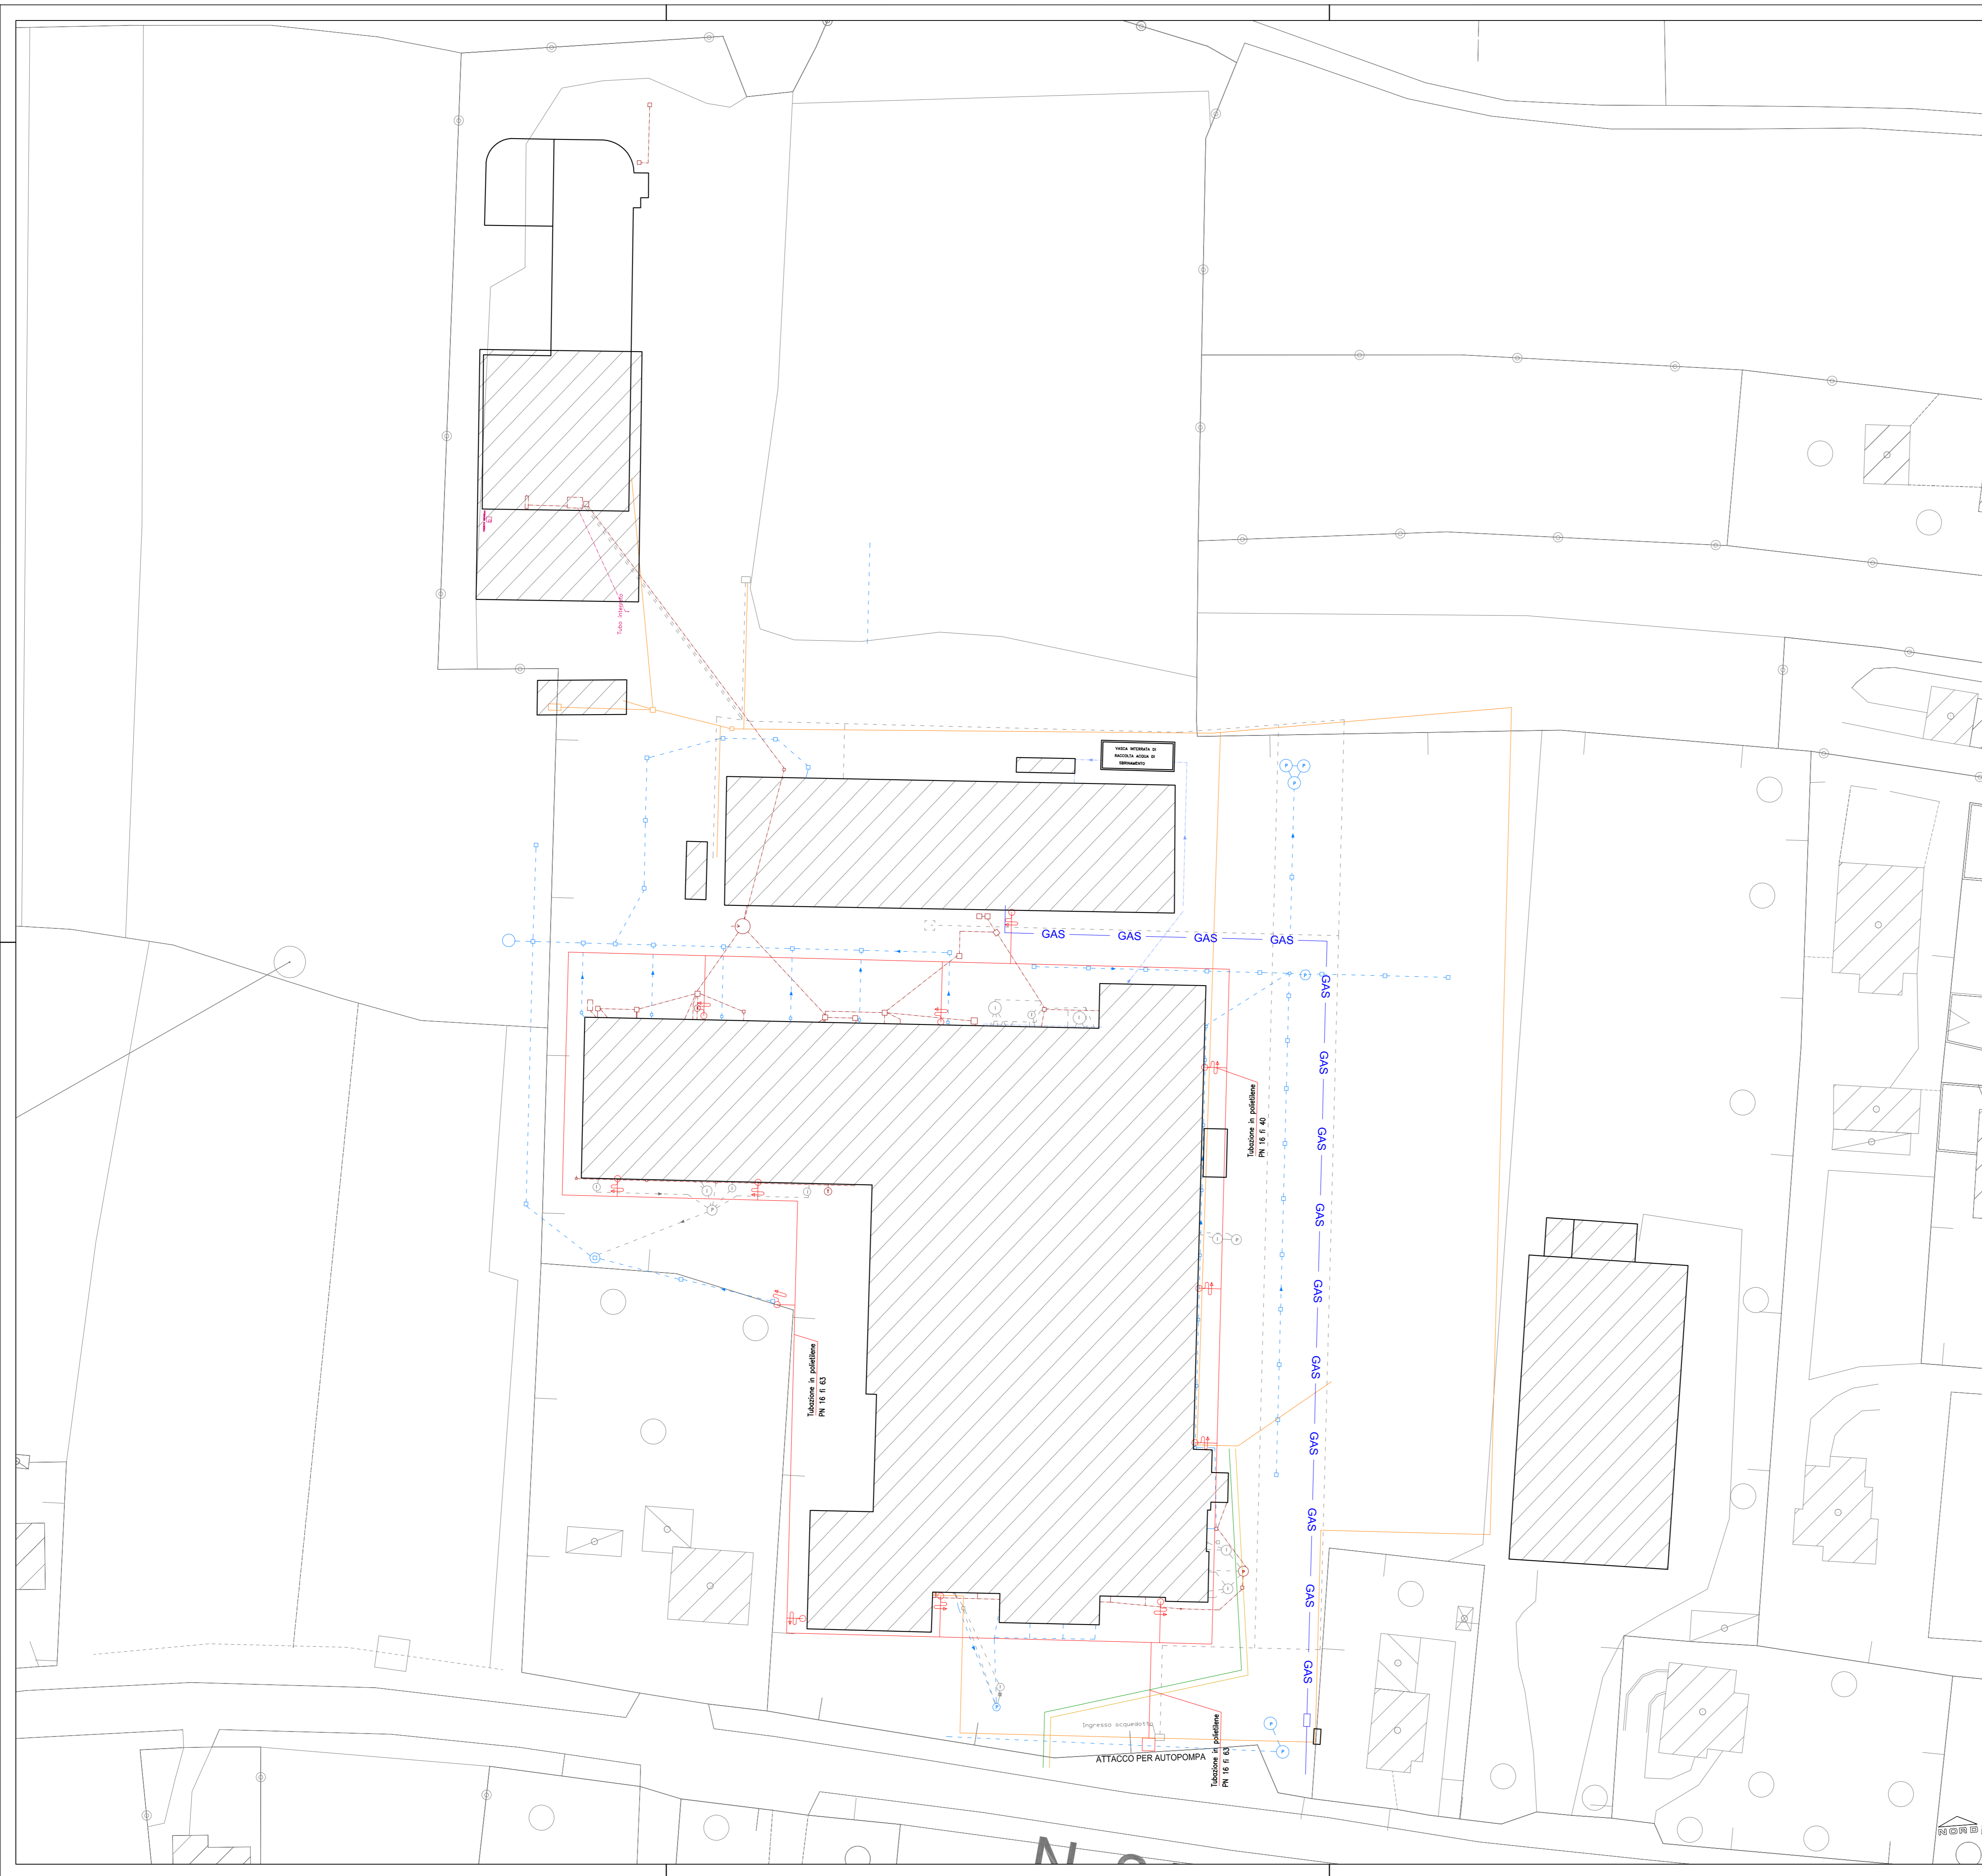 Tubo interrato
VASCA INTERRATA DI
RACCOLTA ACQUA DI
SBRINAMENTO
P
P
P
GAS
GAS
GAS
GAS
P
GAS
GAS
GAS
GAS
GAS
GAS
GAS
GAS
GAS
GAS
Tubazione in polietilene
PN 16 fi 40
I
I
I
I
I
I
I
P
I
P
Tubazione in polietilene
PN 16 fi 63
I
P
I
I
P
Ingresso acquedotto
ATTACCO PER AUTOPOMPA
Tubazione in polietilene
PN 16 fi 63
P
P
NORD